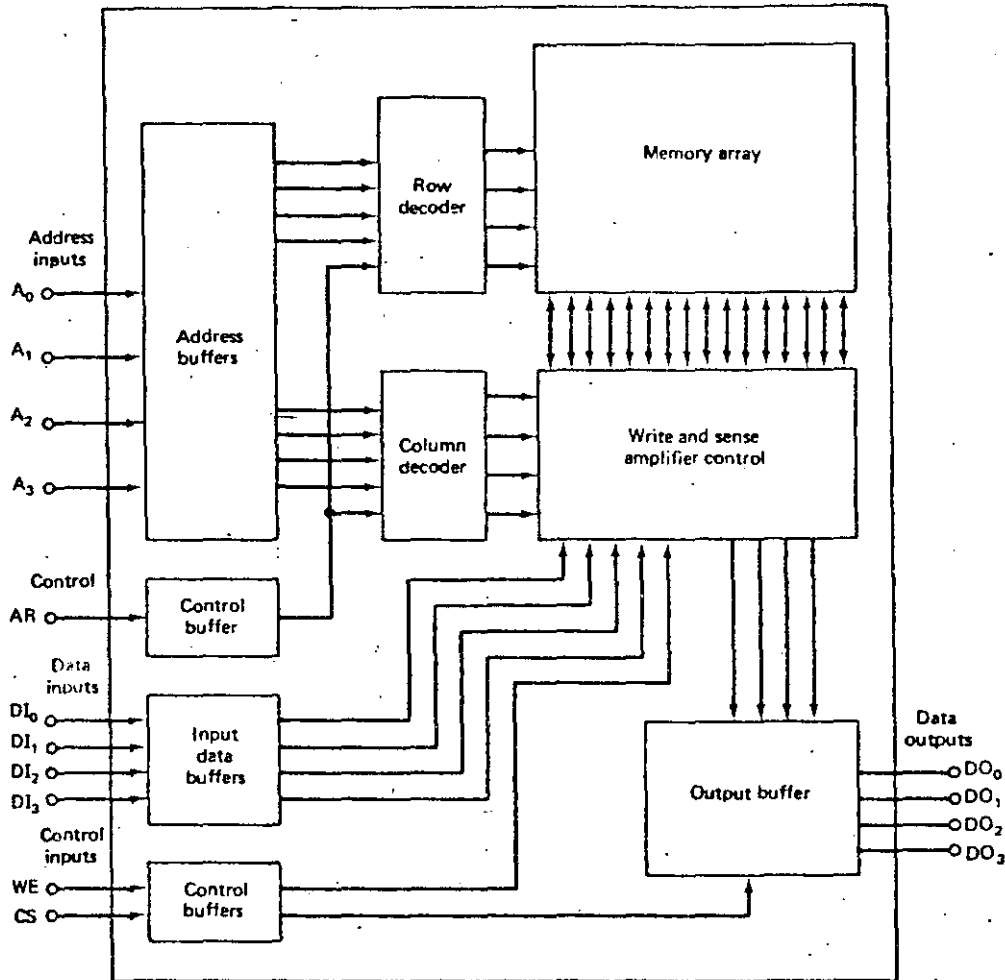 Memory array
Row
decoder
Address
inputs
A0
A1
A2
A3
Address
buffers
Column
decoder
Write and sense
amplifier control
Control
AR
Control
buffer
Data
inputs
DI0
DI1
DI2
DI3
Input
data
buffers
Control
inputs
WE
CS
Control
buffers
Output buffer
Data
outputs
DO0
DO1
DO2
DO3